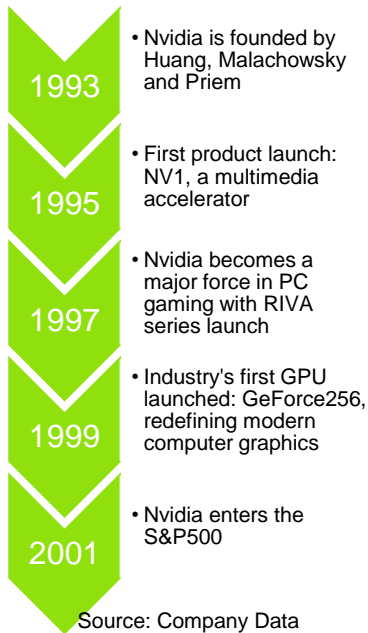 1993
• Nvidia is founded by
Huang, Malachowsky
and Priem
1995
• First product launch:
NV1, a multimedia
accelerator
1997
• Nvidia becomes a
major force in PC
gaming with RIVA
series launch
1999
• Industry's first GPU
launched: GeForce256,
redefining modern
computer graphics
2001
• Nvidia enters the
S&P500
Source: Company Data